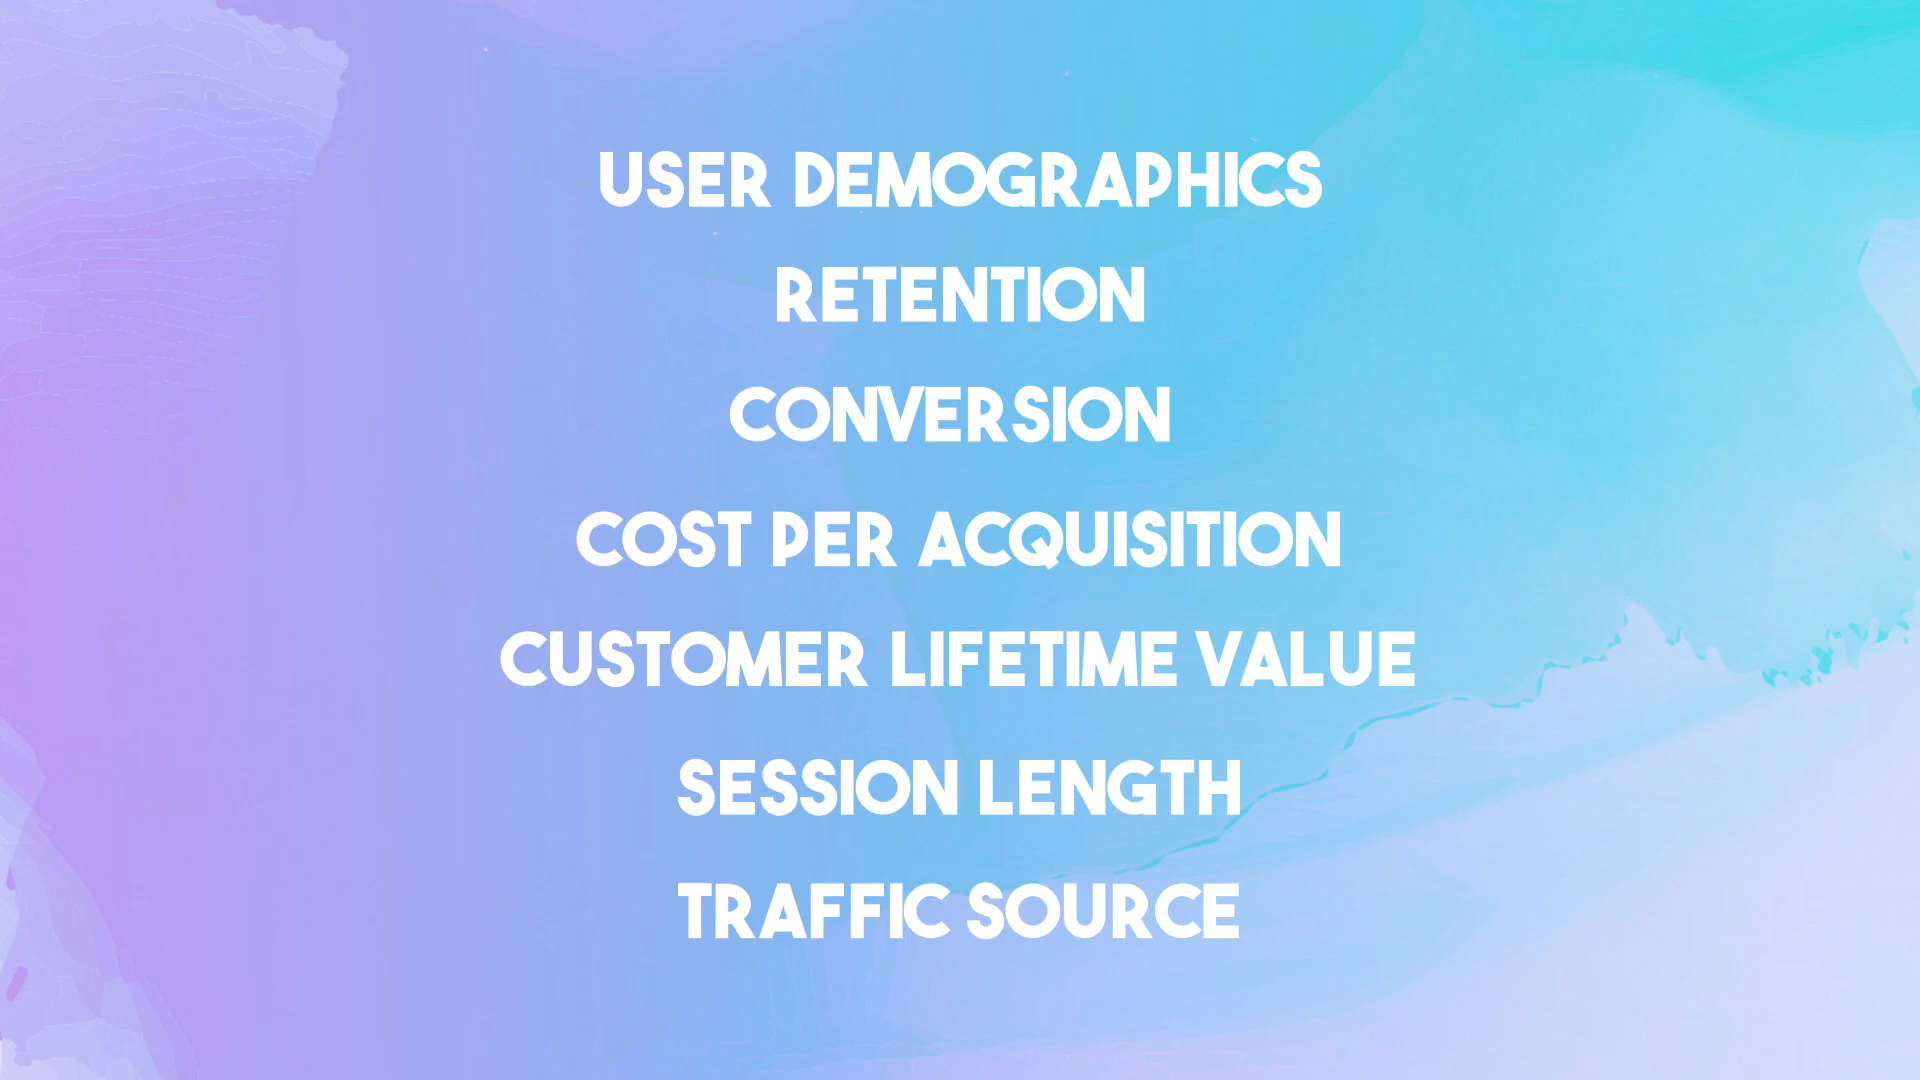 USER DEMOGRAPHICS
RETENTION
CONVERSION
COST PER ACQUISITION
CUSTOMER LIFETIME VALUE
SESSION LENGTH
TRAFFIC SOURCE